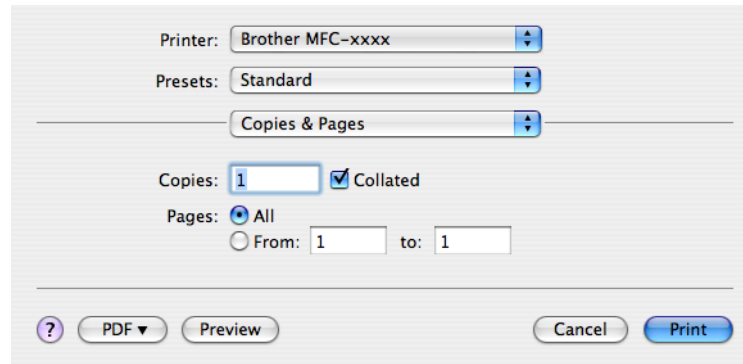 Printer: Brother MFC-xxxx
Presets: Standard
Copies & Pages
Copies: 1 Collated
Pages: All
From: 1 to: 1
? PDF Preview Cancel Print